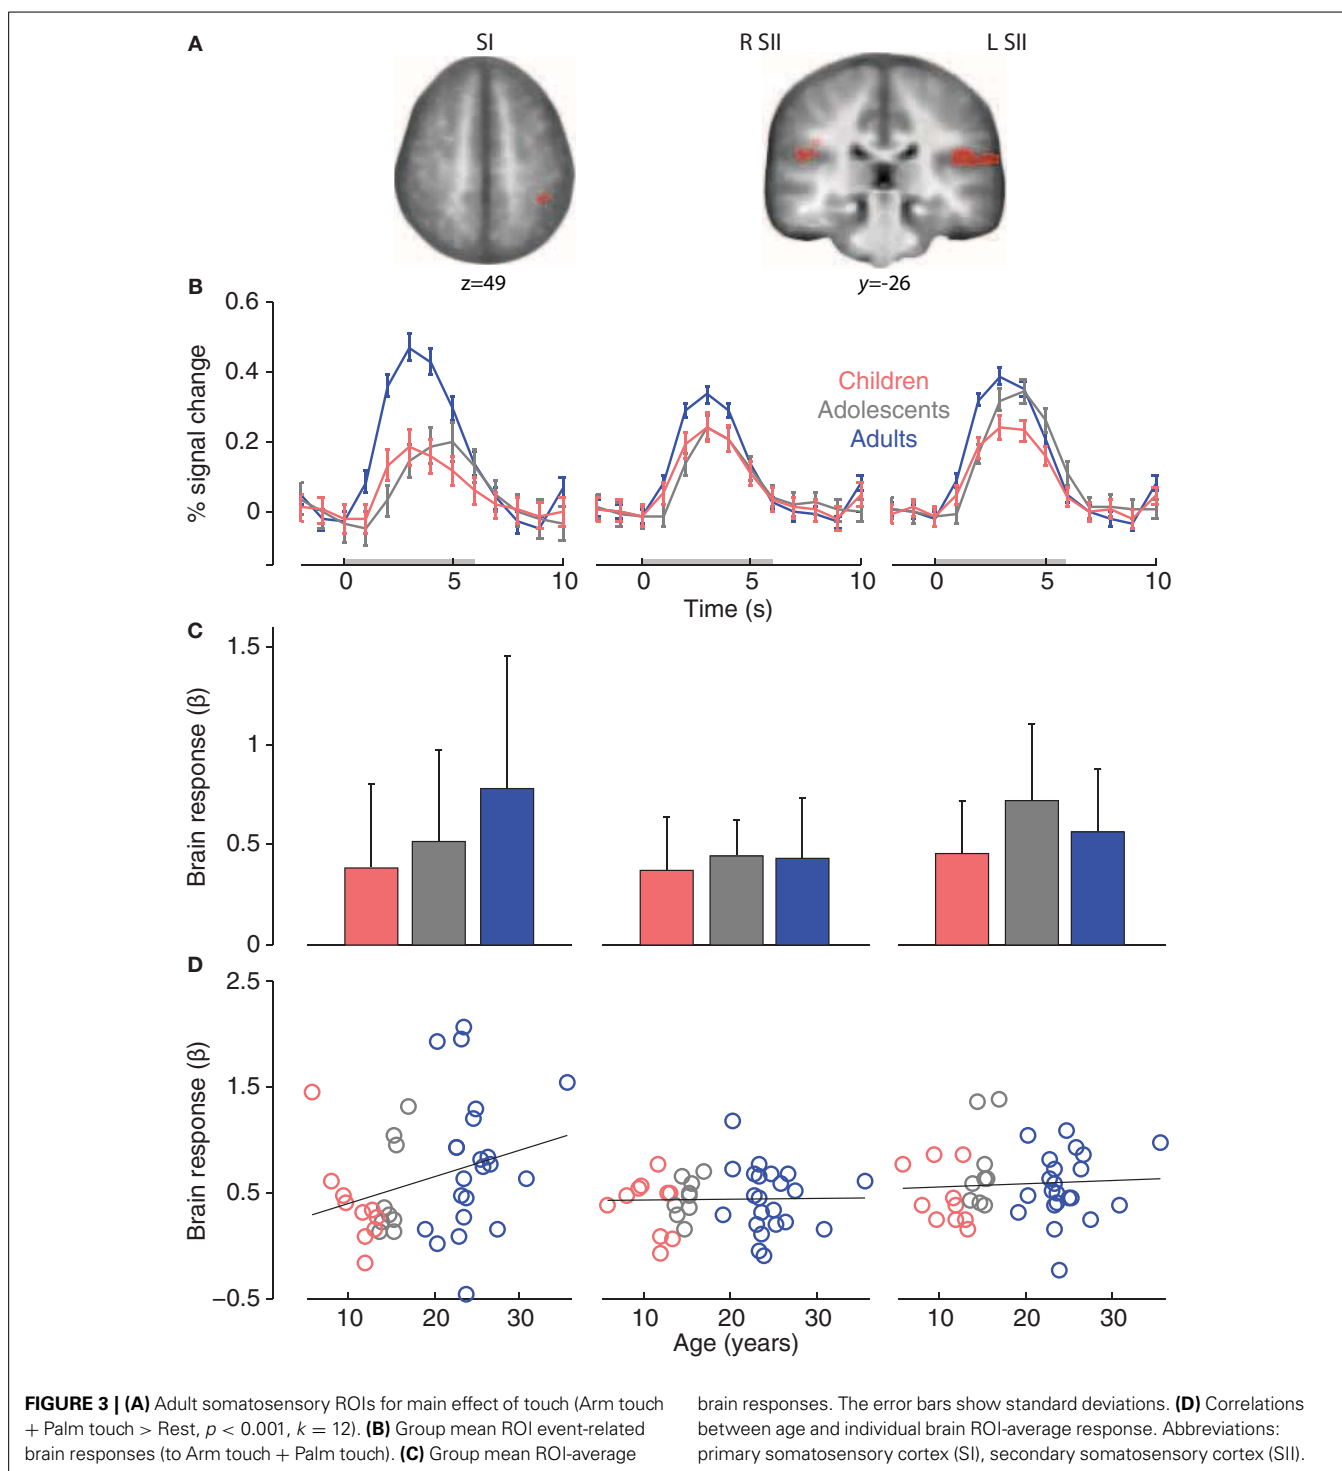 A
SI
R SII
L SII
z=49
y=-26
B
% signal change
0.6
0.4
0.2
0
Children
Adolescents
Adults
0 5 10
0 5 10
0 5 10
Time (s)
C
Brain response (β)
1.5
1
0.5
0
D
Brain response (β)
2.5
1.5
0.5
−0.5
10 20 30
10 20 30
10 20 30
Age (years)
FIGURE 3 | (A) Adult somatosensory ROIs for main effect of touch (Arm touch
+ Palm touch > Rest, p < 0.001, k = 12). (B) Group mean ROI event-related
brain responses (to Arm touch + Palm touch). (C) Group mean ROI-average
brain responses. The error bars show standard deviations. (D) Correlations
between age and individual brain ROI-average response. Abbreviations:
primary somatosensory cortex (SI), secondary somatosensory cortex (SII).